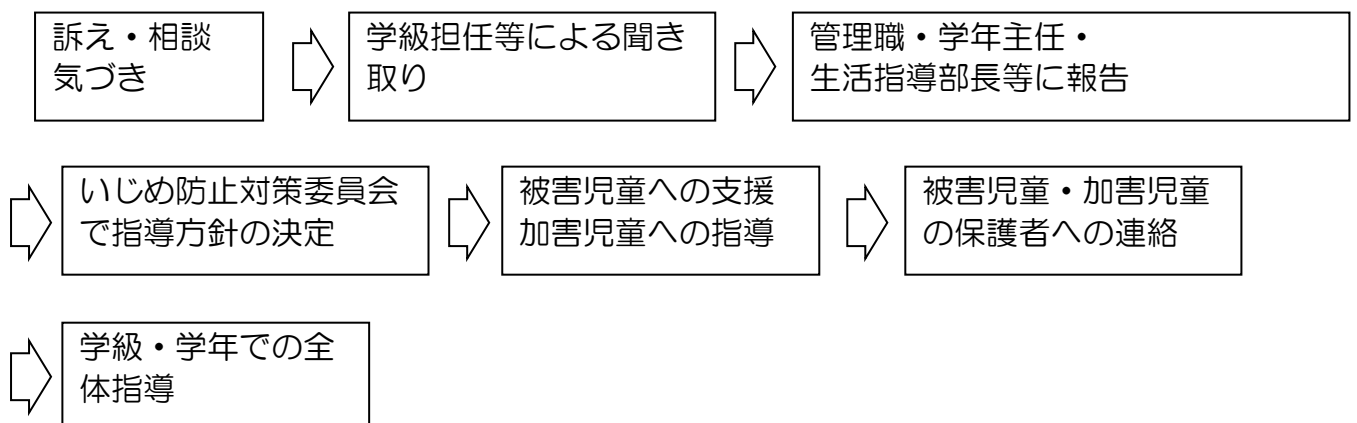 訴え・相談
気づき
学級担任等による聞き
取り
管理職・学年主任・
生活指導部長等に報告
いじめ防止対策委員会
で指導方針の決定
被害児童への支援
加害児童への指導
被害児童・加害児童
の保護者への連絡
学級・学年での全
体指導